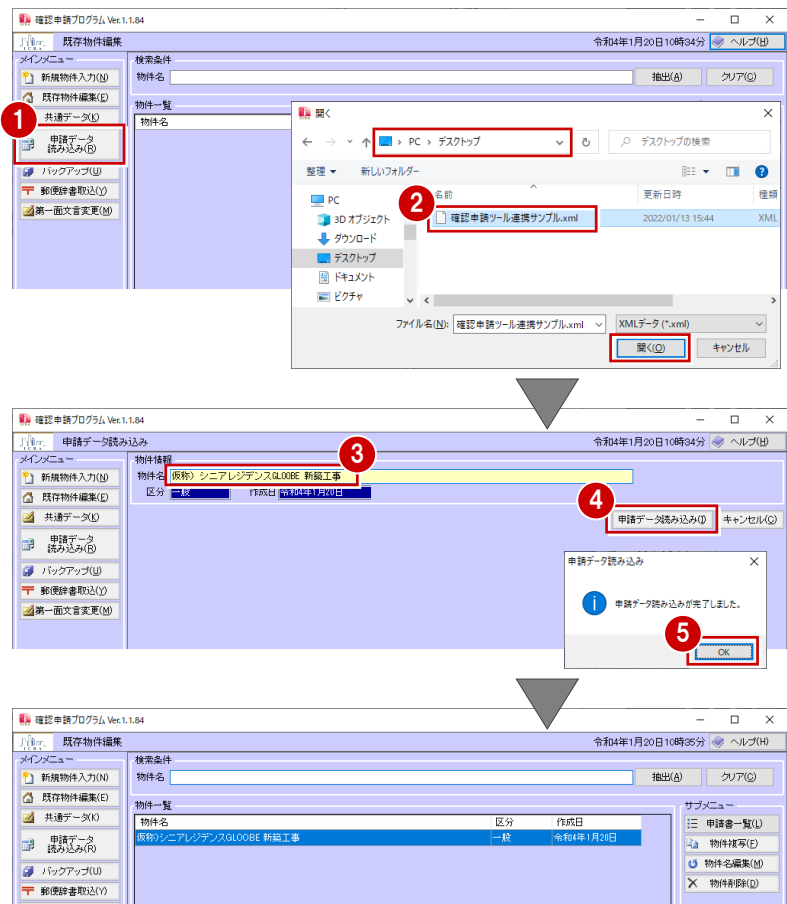 確認申請プログラム Ver.1.1.84
既存物件編集
令和4年1月20日10時34分
ヘルプ(H)
メインメニュー
新規物件入力(N)
既存物件編集(E)
共通データ(K)
申請データ
読み込み(R)
バックアップ(U)
郵便辞書取込(Y)
第一面文言変更(M)
検索条件
物件名
抽出(A)
クリア(C)
物件一覧
物件名
1
開く
PC › デスクトップ
デスクトップの検索
整理
新しいフォルダー
PC
3D オブジェクト
ダウンロード
デスクトップ
ドキュメント
ピクチャ
名前
更新日時
種類
2
確認申請ツール連携サンプル.xml
2022/01/13 15:44
XML
ファイル名(N):
確認申請ツール連携サンプル.xml
XMLデータ (*.xml)
開く(O)
キャンセル
確認申請プログラム Ver.1.1.84
申請データ読み込み
令和4年1月20日10時34分
ヘルプ(H)
メインメニュー
新規物件入力(N)
既存物件編集(E)
共通データ(K)
申請データ
読み込み(R)
バックアップ(U)
郵便辞書取込(Y)
第一面文言変更(M)
物件情報
3
物件名
仮称）シニアレジデンスGLOOBE 新築工事
区分 一般
作成日 令和4年1月20日
4
申請データ読み込み(I)
キャンセル(C)
申請データ読み込み
申請データ読み込みが完了しました。
5
OK
確認申請プログラム Ver.1.1.84
既存物件編集
令和4年1月20日10時35分
ヘルプ(H)
メインメニュー
新規物件入力(N)
既存物件編集(E)
共通データ(K)
申請データ
読み込み(R)
バックアップ(U)
郵便辞書取込(Y)
検索条件
物件名
抽出(A)
クリア(C)
物件一覧
物件名
区分
作成日
仮称)シニアレジデンスGLOOBE 新築工事
一般
令和4年1月20日
サブメニュー
申請書一覧(L)
物件複写(F)
物件名編集(M)
物件削除(D)